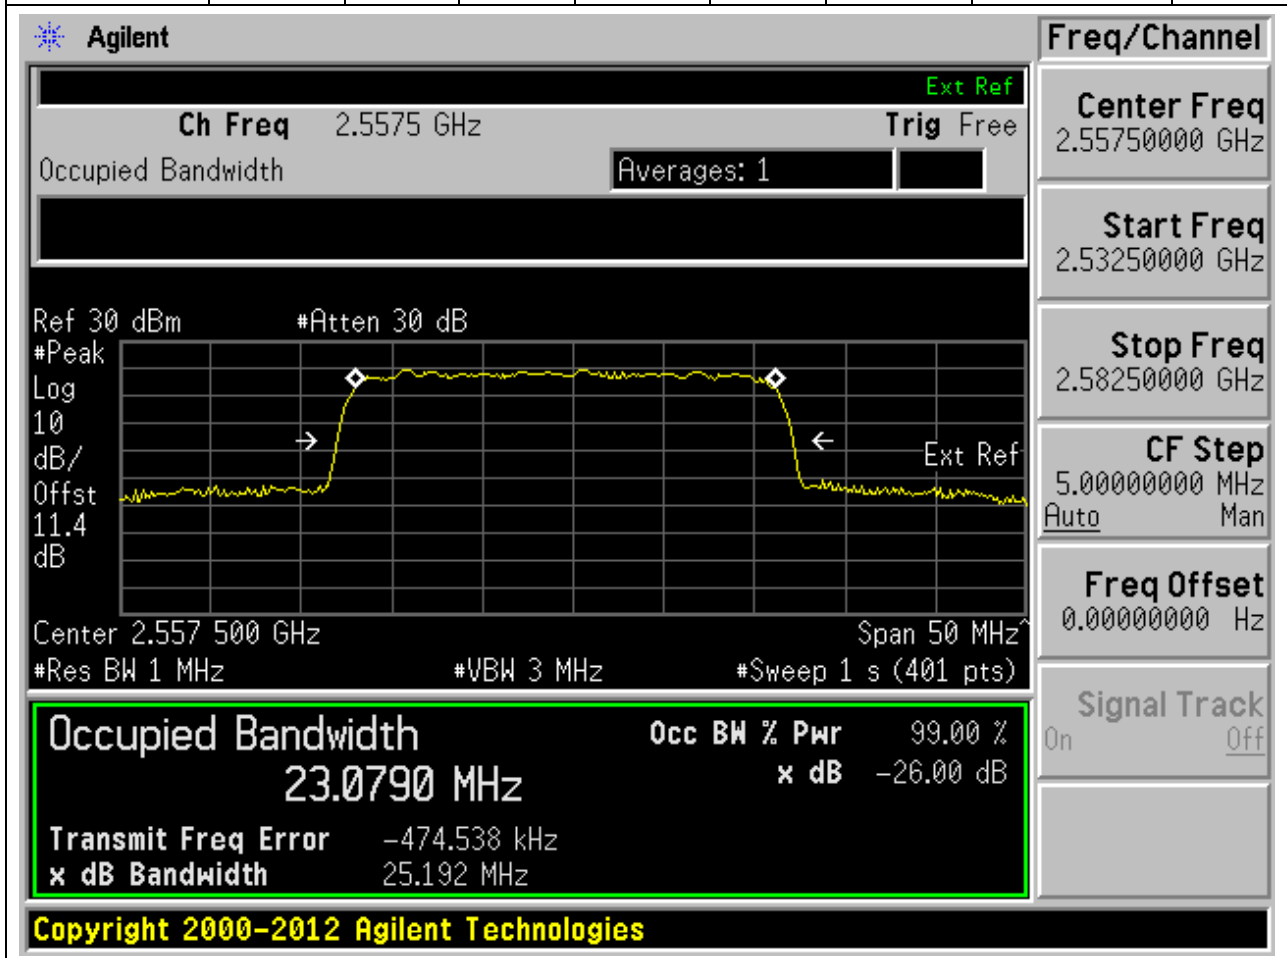 Agilent
Freq/Channel
Ext Ref
Ch Freq 2.5575 GHz Trig Free
Occupied Bandwidth Averages: 1
Center Freq
2.55750000 GHz
Start Freq
2.53250000 GHz
Stop Freq
2.58250000 GHz
CF Step
5.00000000 MHz
Auto Man
Freq Offset
0.00000000 Hz
Signal Track
On Off
Ref 30 dBm #Atten 30 dB
#Peak
Log
10
dB/
Offst
11.4
dB
Ext Ref
Center 2.557 500 GHz Span 50 MHz^
#Res BW 1 MHz #VBW 3 MHz #Sweep 1 s (401 pts)
Occupied Bandwidth
23.0790 MHz
Occ BW % Pwr 99.00 %
x dB -26.00 dB
Transmit Freq Error -474.538 kHz
x dB Bandwidth 25.192 MHz
Copyright 2000-2012 Agilent Technologies